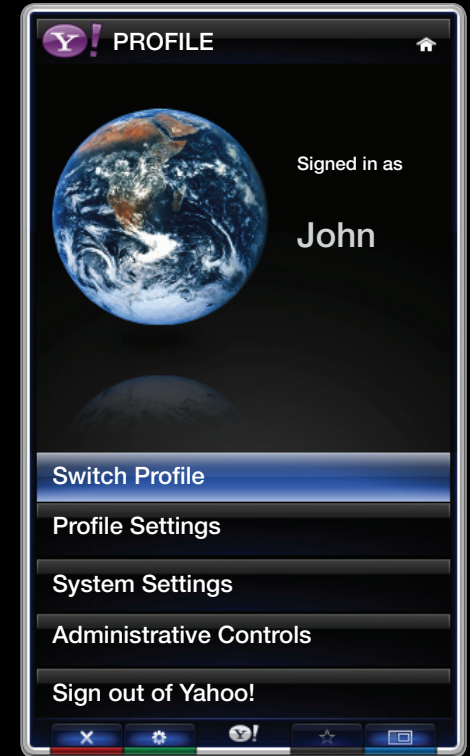 Y! PROFILE
Signed in as
John
Switch Profile
Profile Settings
System Settings
Administrative Controls
Sign out of Yahoo!
Y!